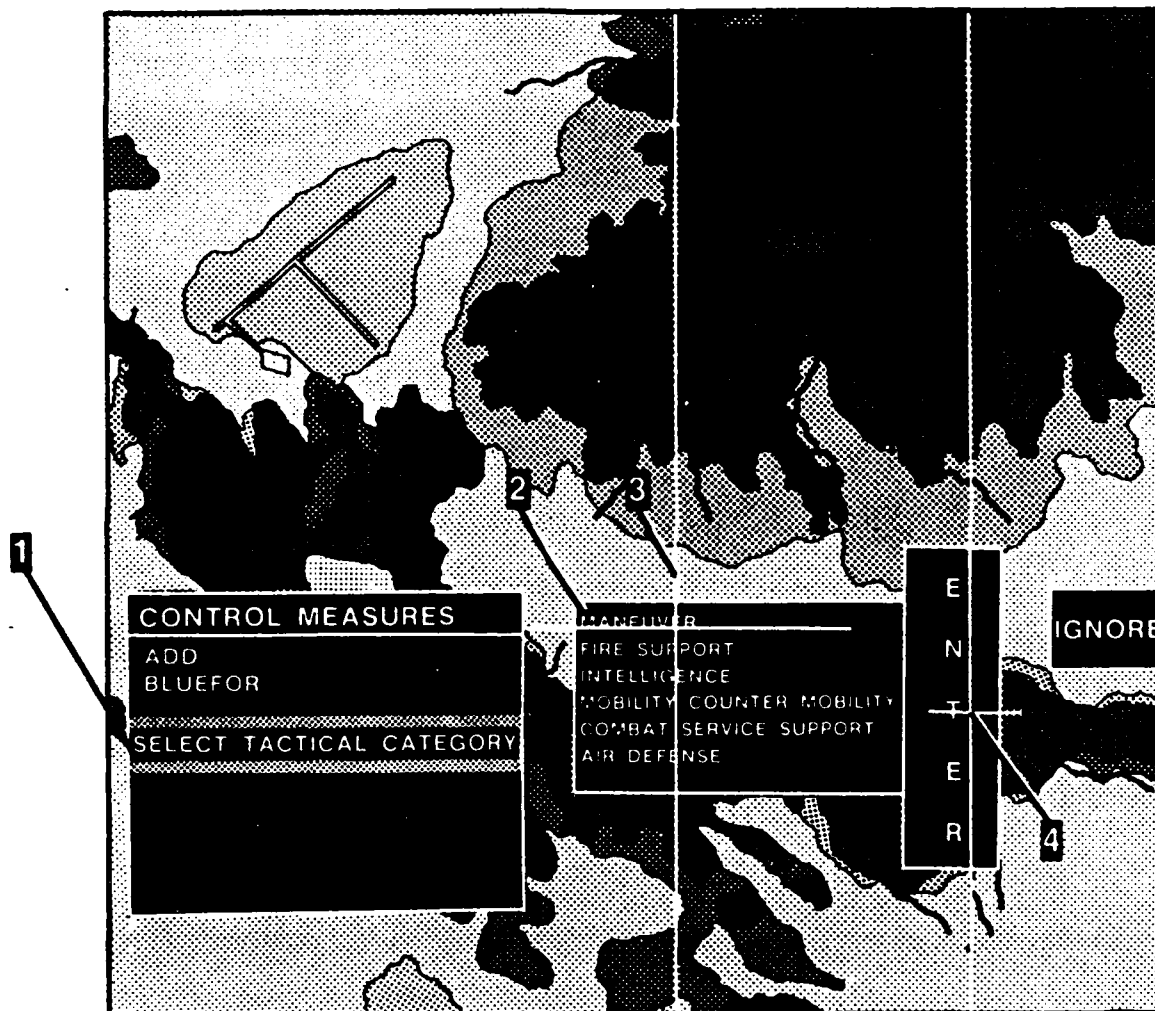 2
3
1
CONTROL MEASURES
ADD
BLUEFOR
SELECT TACTICAL CATEGORY
MANEUVER
FIRE SUPPORT
INTELLIGENCE
MOBILITY COUNTER MOBILITY
COMBAT SERVICE SUPPORT
AIR DEFENSE
E
N
T
E
R
IGNORE
4